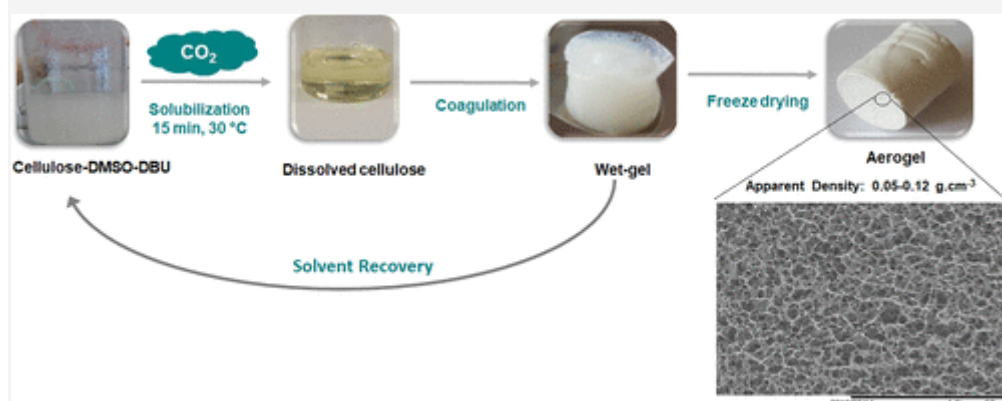 CO2
Solubilization
15 min, 30 °C
Coagulation
Freeze drying
Cellulose-DMSO-DBU
Dissolved cellulose
Wet-gel
Aerogel
Apparent Density: 0.05-0.12 g.cm-3
Solvent Recovery